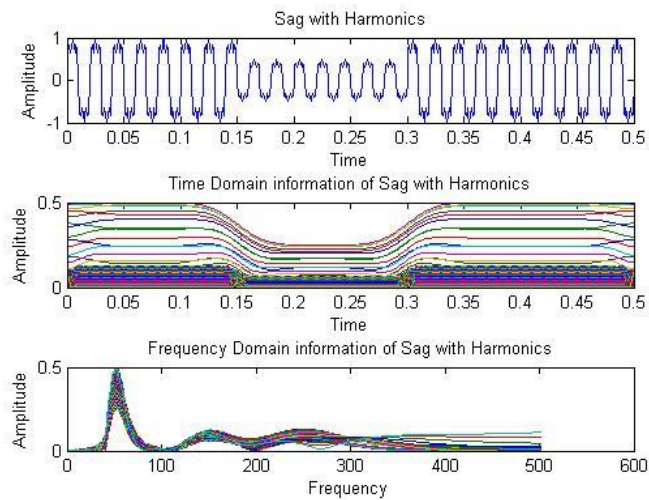 Sag with Harmonics
Amplitude
1
0
-1
0 0.05 0.1 0.15 0.2 0.25 0.3 0.35 0.4 0.45 0.5
Time
Time Domain information of Sag with Harmonics
Amplitude
0.5
0
0 0.05 0.1 0.15 0.2 0.25 0.3 0.35 0.4 0.45 0.5
Time
Frequency Domain information of Sag with Harmonics
Amplitude
0.5
0
0 100 200 300 400 500 600
Frequency